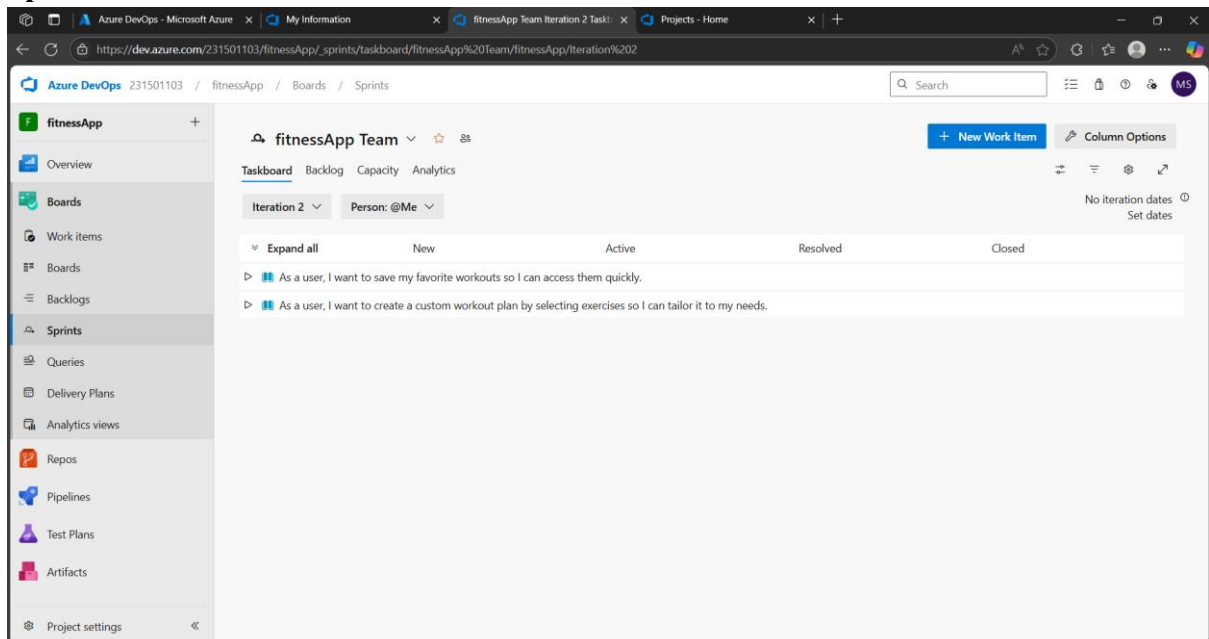 Azure DevOps - Microsoft Azure
My Information
fitnessApp Team Iteration 2 Taskb
Projects - Home
https://dev.azure.com/231501103/fitnessApp/_sprints/taskboard/fitnessApp%20Team/fitnessApp/Iteration%202
Azure DevOps 231501103 / fitnessApp / Boards / Sprints
Search
MS
F fitnessApp
Overview
Boards
Work items
Boards
Backlogs
Sprints
Queries
Delivery Plans
Analytics views
Repos
Pipelines
Test Plans
Artifacts
Project settings
fitnessApp Team
New Work Item
Column Options
Taskboard Backlog Capacity Analytics
Iteration 2
Person: @Me
No iteration dates
Set dates
Expand all New Active Resolved Closed
As a user, I want to save my favorite workouts so I can access them quickly.
As a user, I want to create a custom workout plan by selecting exercises so I can tailor it to my needs.